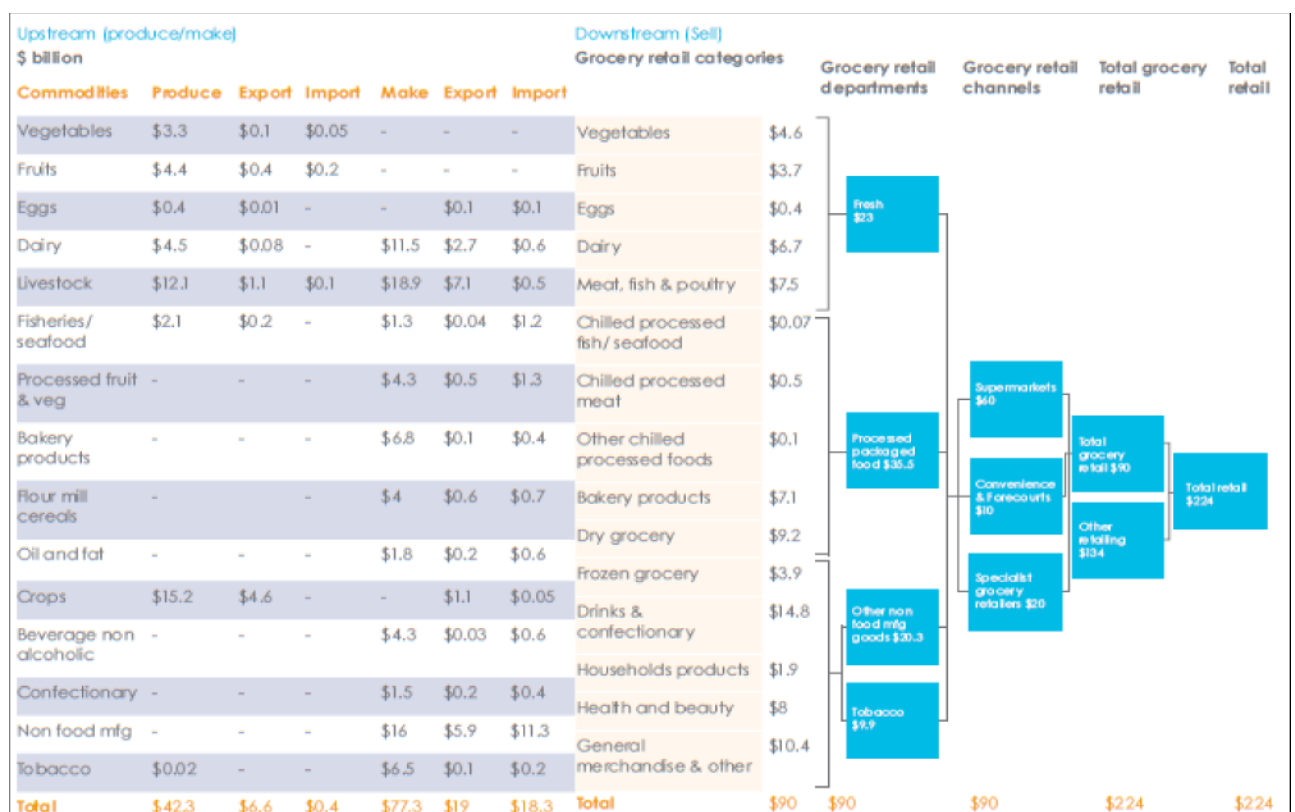 Upstream (produce/make) Downstream (Sell)
$ billion Grocery retail categories
Grocery retail Grocery retail Total grocery Total
departments channels retail retail
Commodities Produce Export Import Make Export Import
Vegetables $3.3 $0.1 $0.05 - - - Vegetables $4.6
Fruits $4.4 $0.4 $0.2 - - - Fruits $3.7
Eggs $0.4 $0.01 - - $0.1 $0.1 Eggs $0.4
Fresh
$23
Dairy $4.5 $0.08 - $11.5 $2.7 $0.6 Dairy $6.7
Livestock $12.1 $1.1 $0.1 $18.9 $7.1 $0.5 Meat, fish & poultry $7.5
Fisheries/ $2.1 $0.2 - $1.3 $0.04 $1.2 Chilled processed $0.07
seafood fish/ seafood
Processed fruit - - - $4.3 $0.5 $1.3 Chilled processed $0.5
& veg meat
Supermarkets
$60
Bakery - - - $6.8 $0.1 $0.4 Other chilled $0.1
products processed foods
Processed
packaged
food $35.5
Total
grocery
retail $90
Flour mill - - $4 $0.6 $0.7 Bakery products $7.1
cereals
Convenience
& Forecourts
$10
Total retail
$224
Oil and fat - - - $1.8 $0.2 $0.6 Dry grocery $9.2
Other
retailing
$134
Crops $15.2 $4.6 - - $1.1 $0.05 Frozen grocery $3.9
Specialist
grocery
retailers $20
Beverage non - - - $4.3 $0.03 $0.6 Drinks & $14.8
alcoholic confectionary
Other non
food mfg
goods $20.3
Confectionary - - - $1.5 $0.2 $0.4 Households products $1.9
Non food mfg - - - $16 $5.9 $11.3 Health and beauty $8
Tobacco
$9.9
Tobacco $0.02 - - $6.5 $0.1 $0.2 General $10.4
merchandise & other
Total $42.3 $6.6 $0.4 $77.3 $19 $18.3 Total $90 $90 $90 $224 $224